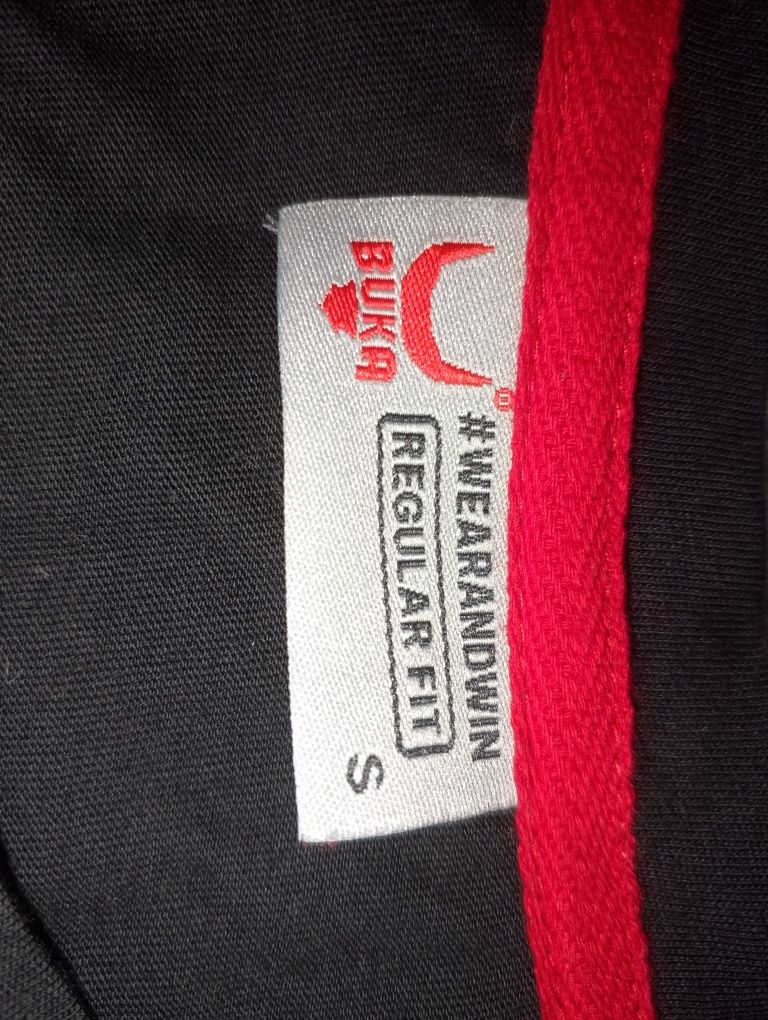 BUKA
#WEARANDWIN
REGULAR FIT
S